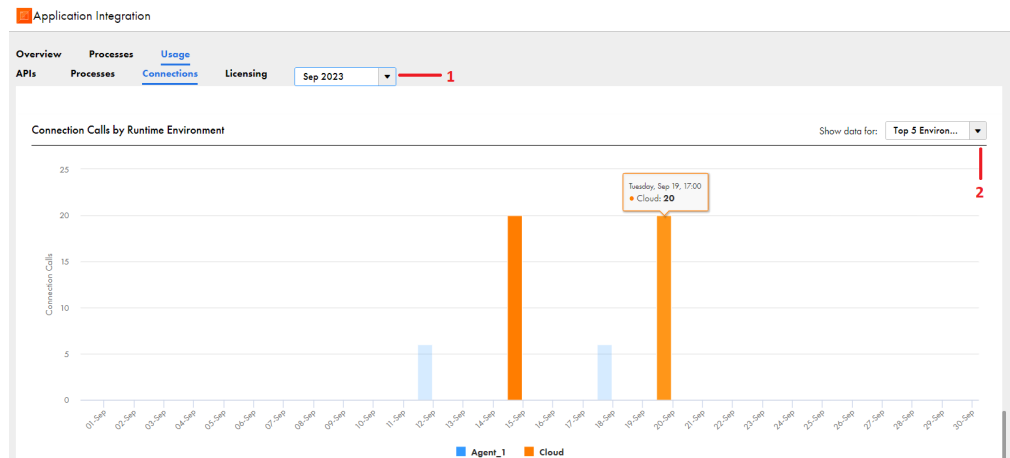 Application Integration
Overview Processes Usage
APIs Processes Connections Licensing Sep 2023 1
Connection Calls by Runtime Environment Show data for: Top 5 Environ...
2
25
Tuesday, Sep 19, 17:00
Cloud: 20
20
15
10
5
0
Connection Calls
01-Sep 02-Sep 03-Sep 04-Sep 05-Sep 06-Sep 07-Sep 08-Sep 09-Sep 10-Sep 11-Sep 12-Sep 13-Sep 14-Sep 15-Sep 16-Sep 17-Sep 18-Sep 19-Sep 20-Sep 21-Sep 22-Sep 23-Sep 24-Sep 25-Sep 26-Sep 27-Sep 28-Sep 29-Sep 30-Sep
Agent_1 Cloud